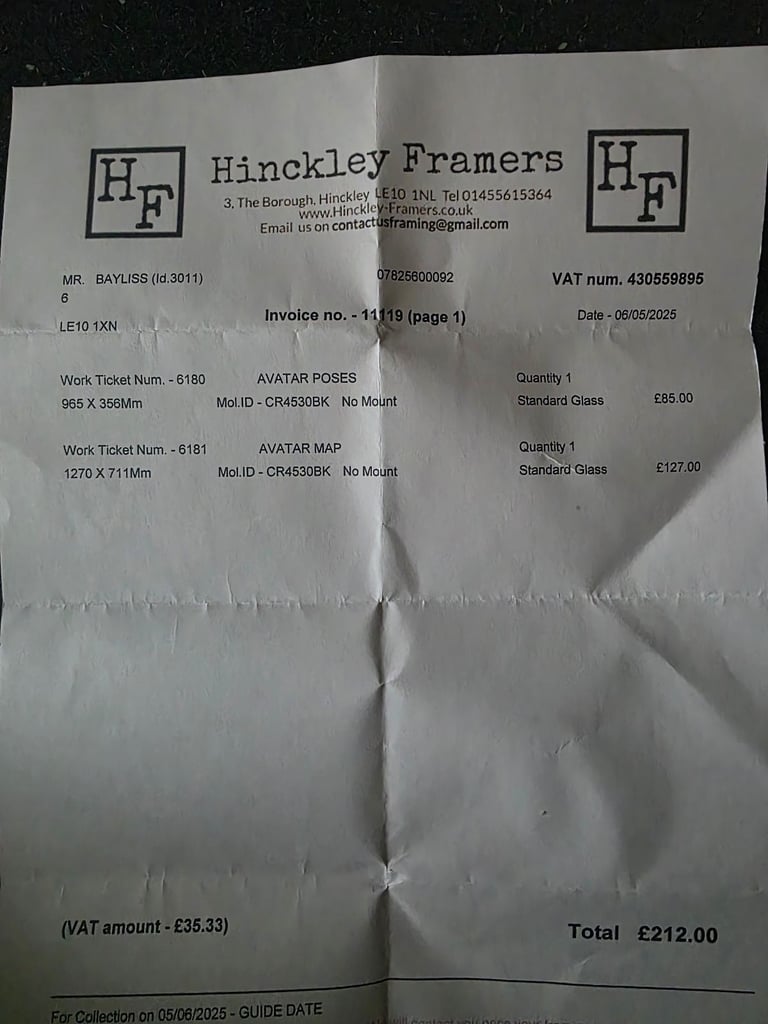 HF
Hinckley Framers
HF
3, The Borough. Hinckley LE10 1NL Tel 01455615364
www.Hinckley-Framers.co.uk
Email us on contactusframing@gmail.com
MR. BAYLISS (Id.3011) 07825600092 VAT num. 430559895
6
LE10 1XN Invoice no. - 11119 (page 1) Date - 06/05/2025
Work Ticket Num. - 6180 AVATAR POSES Quantity 1
965 X 356Mm Mol.ID - CR4530BK No Mount Standard Glass £85.00
Work Ticket Num. - 6181 AVATAR MAP Quantity 1
1270 X 711Mm Mol.ID - CR4530BK No Mount Standard Glass £127.00
(VAT amount - £35.33) Total £212.00
For Collection on 05/06/2025 - GUIDE DATE
will contact you once your